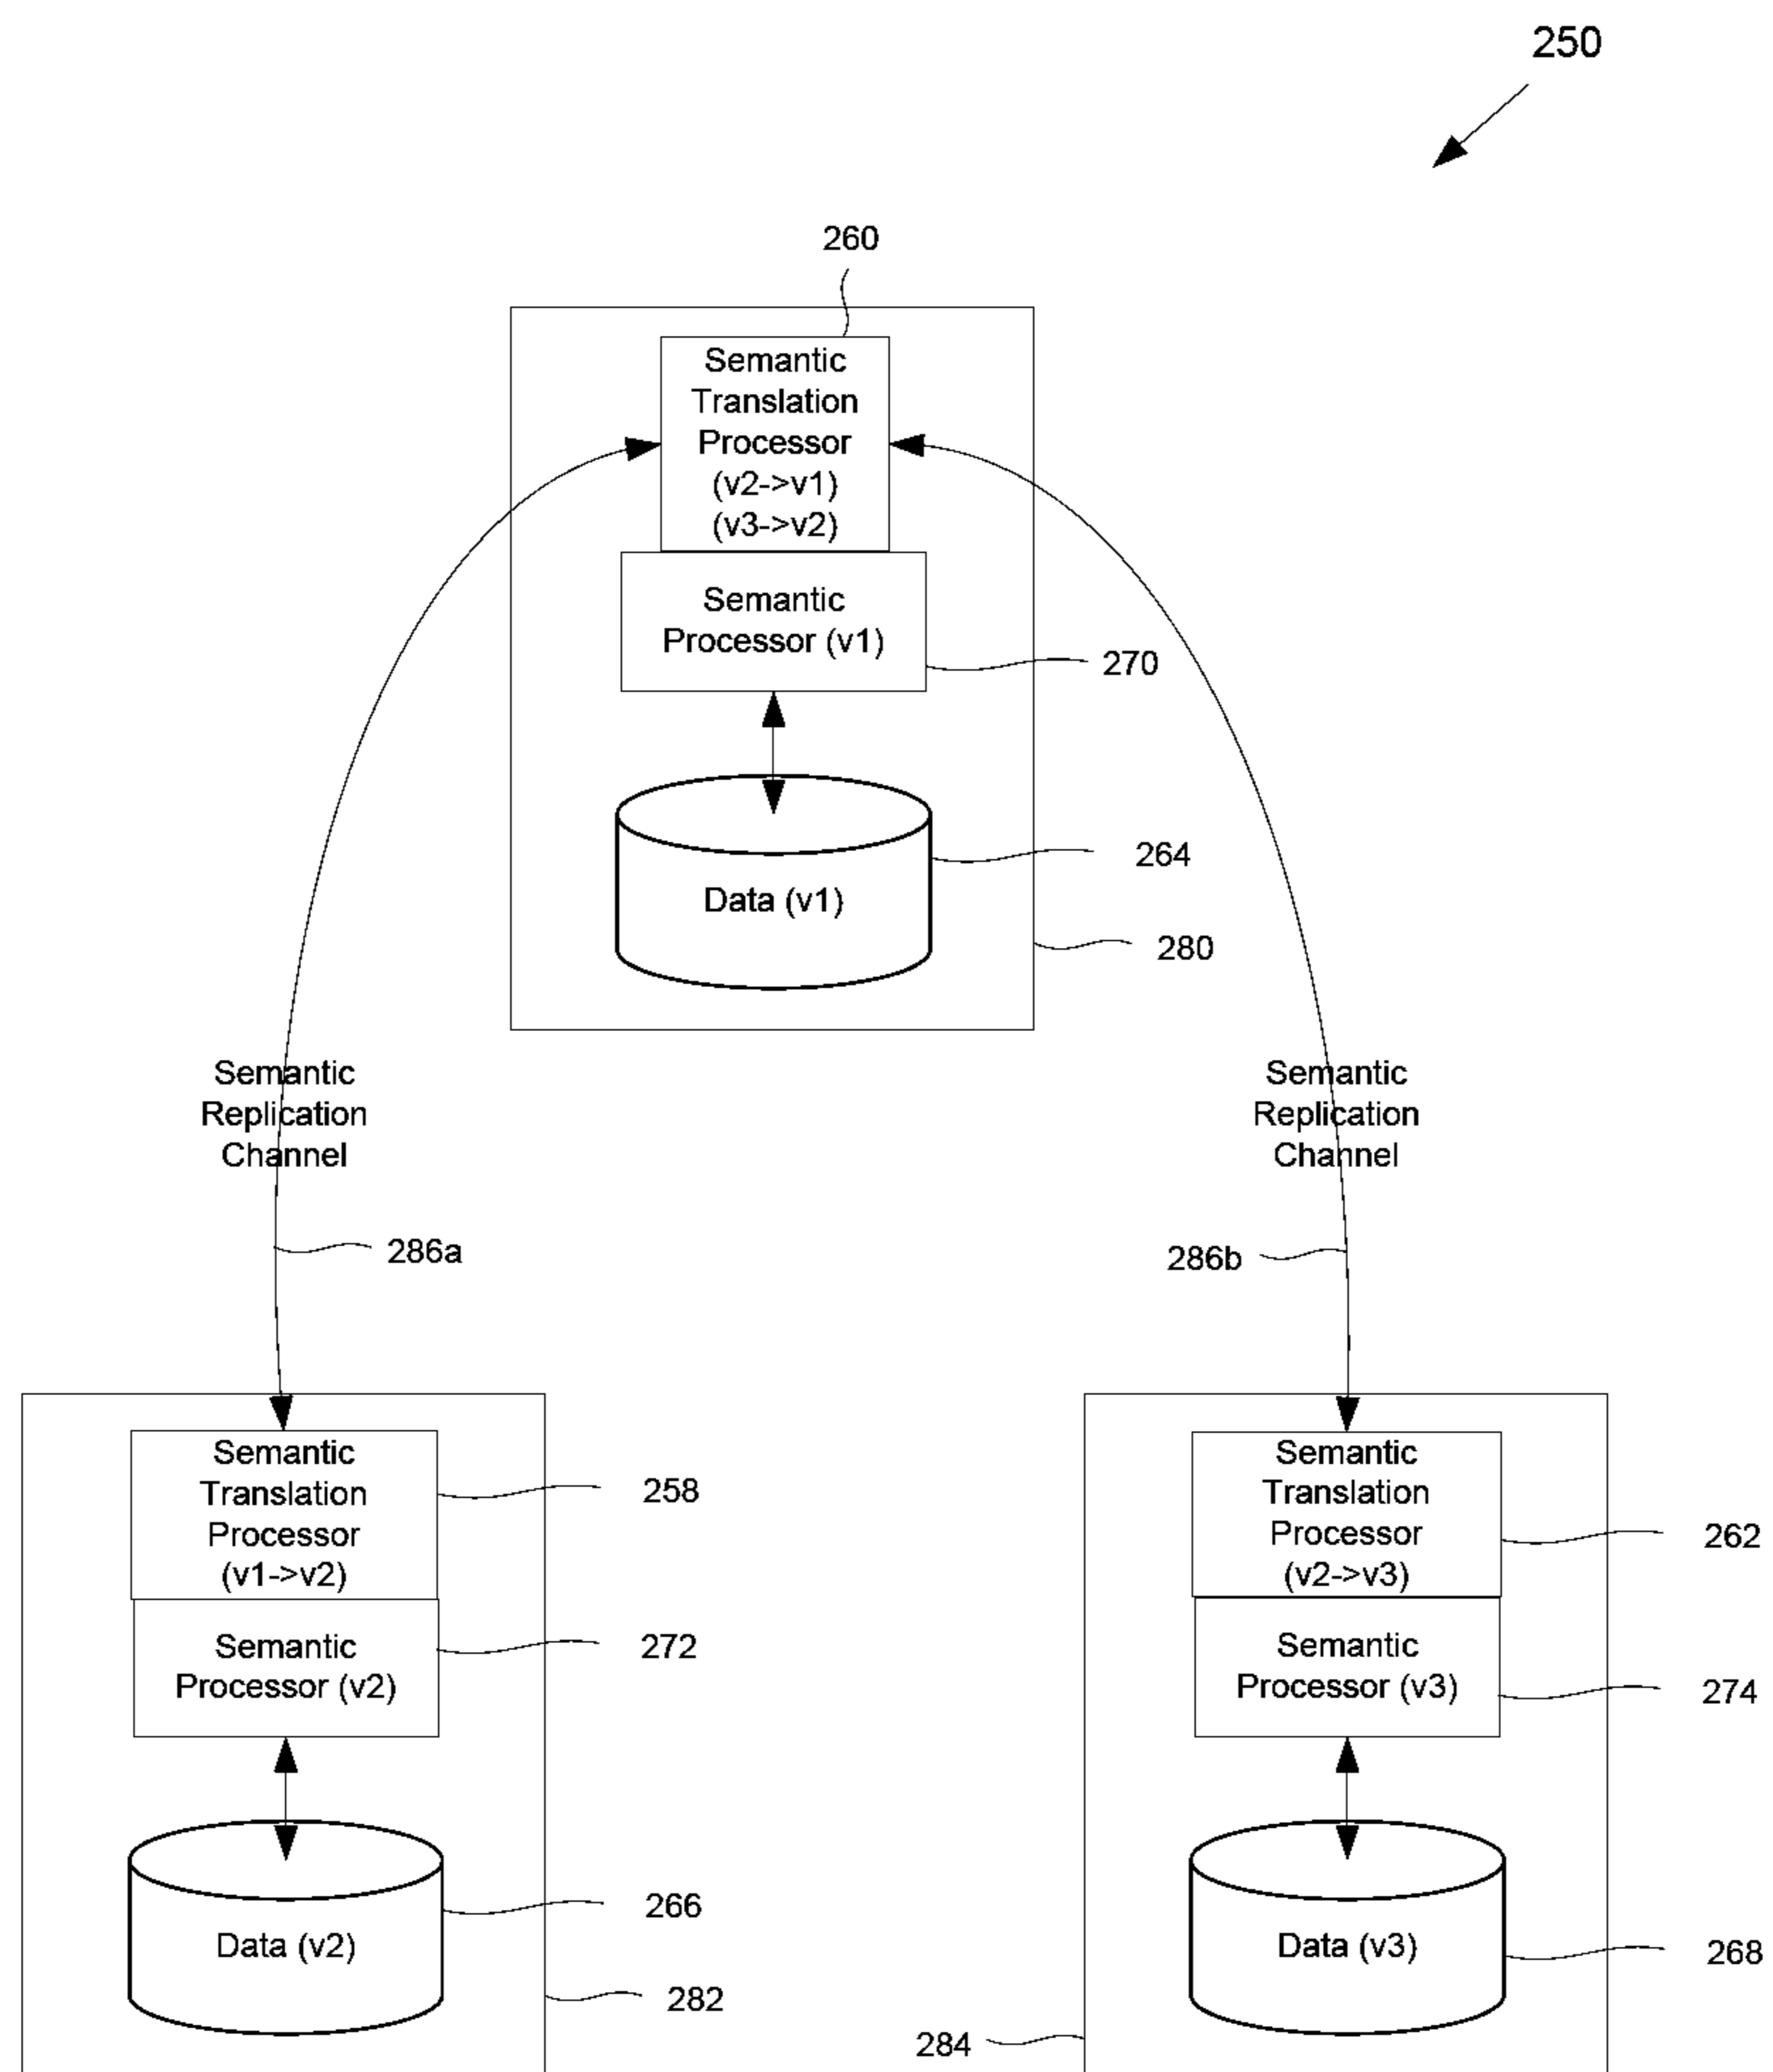 250
260
Semantic
Translation
Processor
(v2->v1)
(v3->v2)
Semantic
Processor (v1)
270
264
Data (v1)
280
Semantic
Replication
Channel
Semantic
Replication
Channel
286a
286b
Semantic
Translation
Processor
(v1->v2)
258
Semantic
Processor (v2)
272
Data (v2)
266
282
Semantic
Translation
Processor
(v2->v3)
262
Semantic
Processor (v3)
274
Data (v3)
268
284